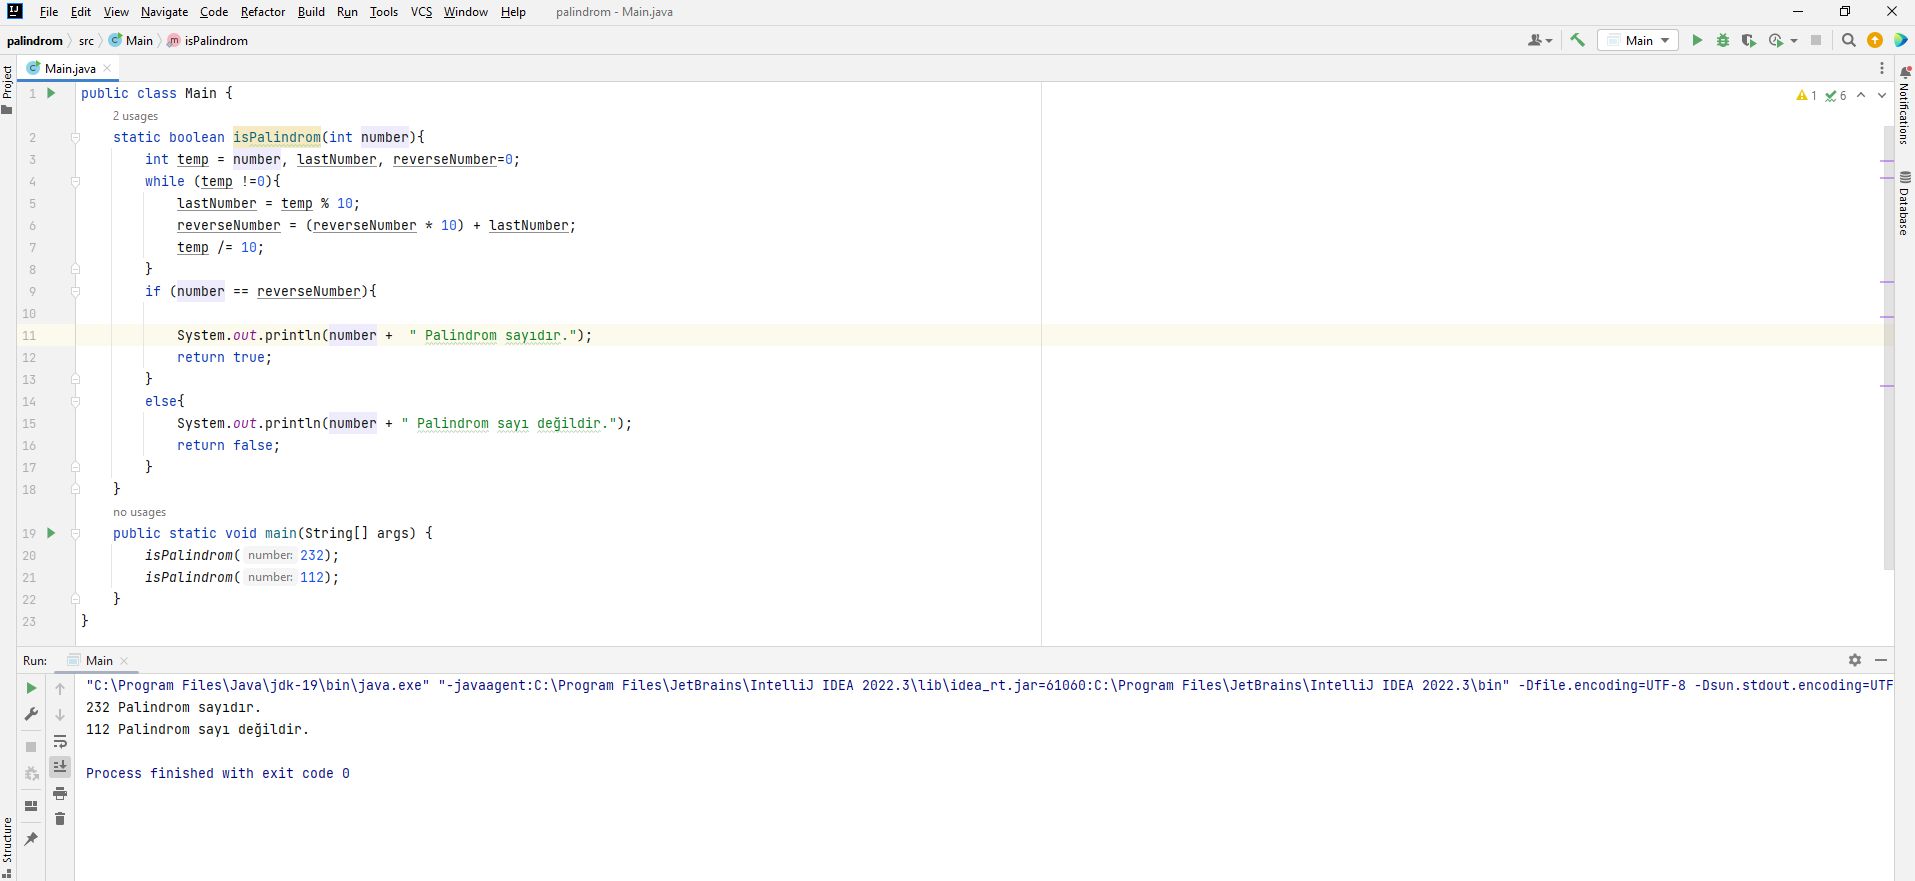 File Edit View Navigate Code Refactor Build Run Tools VCS Window Help palindrom - Main.java
palindrom src Main isPalindrom Main
Project
Main.java
1 public class Main { 1 6
2 usages
2 static boolean isPalindrom(int number){
3 int temp = number, lastNumber, reverseNumber=0;
4 while (temp !=0){
5 lastNumber = temp % 10;
6 reverseNumber = (reverseNumber * 10) + lastNumber;
7 temp /= 10;
8 }
9 if (number == reverseNumber){
10
11 System.out.println(number +  " Palindrom sayıdır.");
12 return true;
13 }
14 else{
15 System.out.println(number + " Palindrom sayı değildir.");
16 return false;
17 }
18 }
no usages
19 public static void main(String[] args) {
20 isPalindrom( number: 232);
21 isPalindrom( number: 112);
22 }
23 }
Notifications
Database
Run: Main
"C:\Program Files\Java\jdk-19\bin\java.exe" "-javaagent:C:\Program Files\JetBrains\IntelliJ IDEA 2022.3\lib\idea_rt.jar=61060:C:\Program Files\JetBrains\IntelliJ IDEA 2022.3\bin" -Dfile.encoding=UTF-8 -Dsun.stdout.encoding=UTF
232 Palindrom sayıdır.
112 Palindrom sayı değildir.
Process finished with exit code 0
Structure